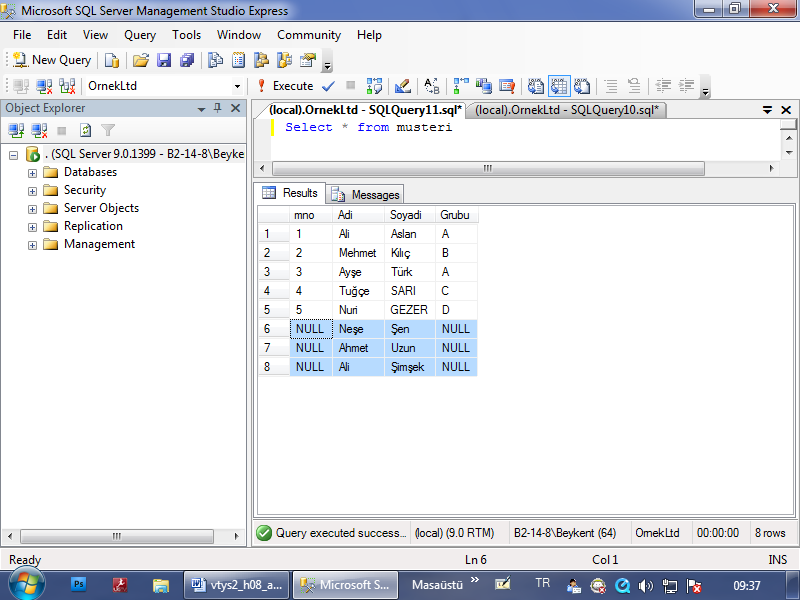 Microsoft SQL Server Management Studio Express
File Edit View Query Tools Window Community Help
New Query
OrnekLtd Execute
Object Explorer
(local).OrnekLtd - SQLQuery11.sql* (local).OrnekLtd - SQLQuery10.sql*
Select * from musteri
. (SQL Server 9.0.1399 - B2-14-8\Beyke
Databases
Security
Server Objects
Replication
Management
Results Messages
mno Adi Soyadi Grubu
1 1 Ali Aslan A
2 2 Mehmet Kılıç B
3 3 Ayşe Türk A
4 4 Tuğçe SARI C
5 5 Nuri GEZER D
6 NULL Neşe Şen NULL
7 NULL Ahmet Uzun NULL
8 NULL Ali Şimşek NULL
Query executed success... (local) (9.0 RTM) B2-14-8\Beykent (64) OrnekLtd 00:00:00 8 rows
Ready Ln 6 Col 1 INS
Ps vtys2_h08_a... Microsoft S... Masaüstü TR 09:37